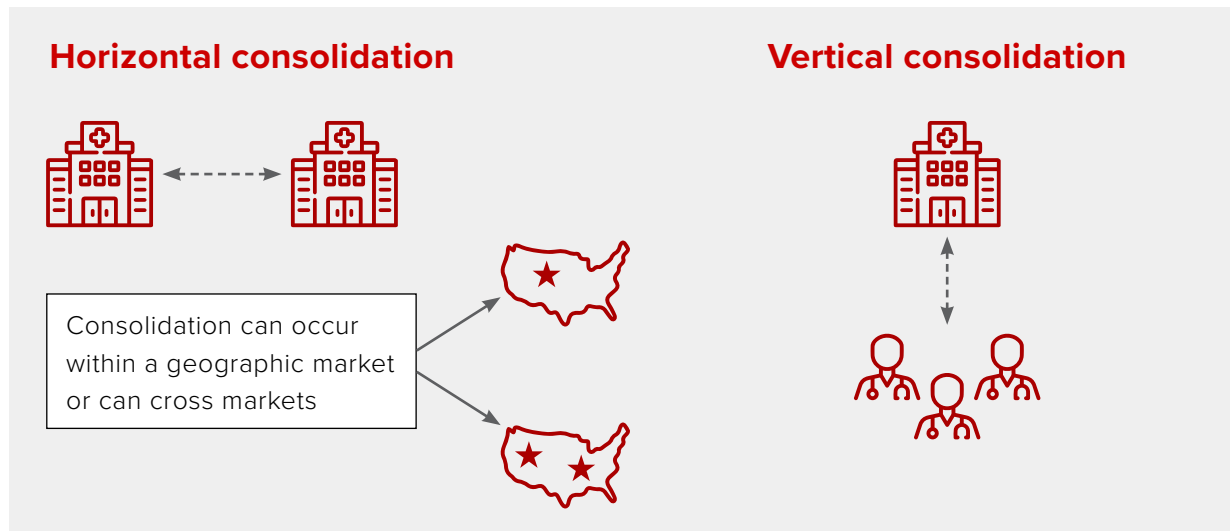 Horizontal consolidation
Vertical consolidation
Consolidation can occur
within a geographic market
or can cross markets